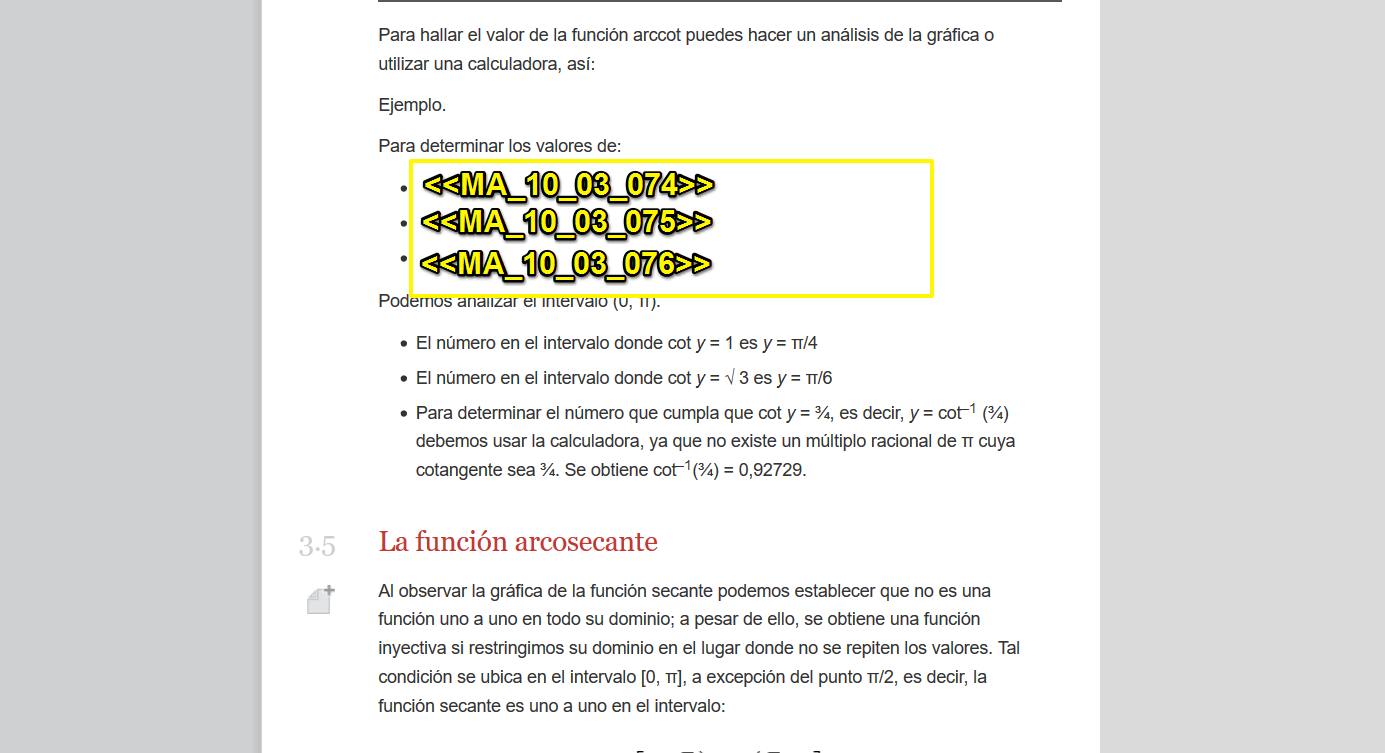 Para hallar el valor de la función arccot puedes hacer un análisis de la gráfica o
utilizar una calculadora, así:
Ejemplo.
Para determinar los valores de:
• <<MA_10_03_074>>
• <<MA_10_03_075>>
• <<MA_10_03_076>>
Podemos analizar el intervalo (0, π).
• El número en el intervalo donde cot y = 1 es y = π/4
• El número en el intervalo donde cot y = √ 3 es y = π/6
• Para determinar el número que cumpla que cot y = ¾, es decir, y = cot⁻¹ (¾)
debemos usar la calculadora, ya que no existe un múltiplo racional de π cuya
cotangente sea ¾. Se obtiene cot⁻¹(¾) = 0,92729.
3.5 La función arcosecante
Al observar la gráfica de la función secante podemos establecer que no es una
función uno a uno en todo su dominio; a pesar de ello, se obtiene una función
inyectiva si restringimos su dominio en el lugar donde no se repiten los valores. Tal
condición se ubica en el intervalo [0, π], a excepción del punto π/2, es decir, la
función secante es uno a uno en el intervalo: